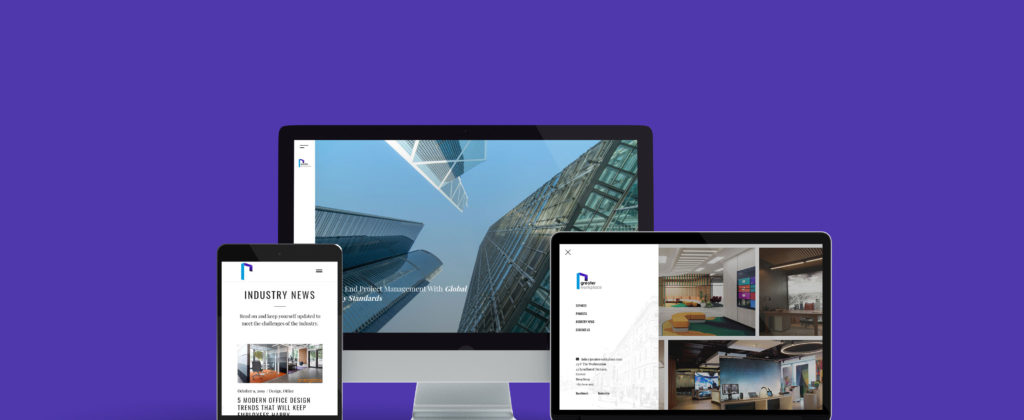 End Project Management With Global
y Standards
INDUSTRY NEWS
Read on and keep yourself updated to
meet the challenges of the industry.
October 9, 2019 / Design, Office
5 MODERN OFFICE DESIGN
TRENDS THAT WILL KEEP
EMPLOYEES HAPPY
greater
workplace
PROJECTS
INDUSTRY NEWS
CONTACT US